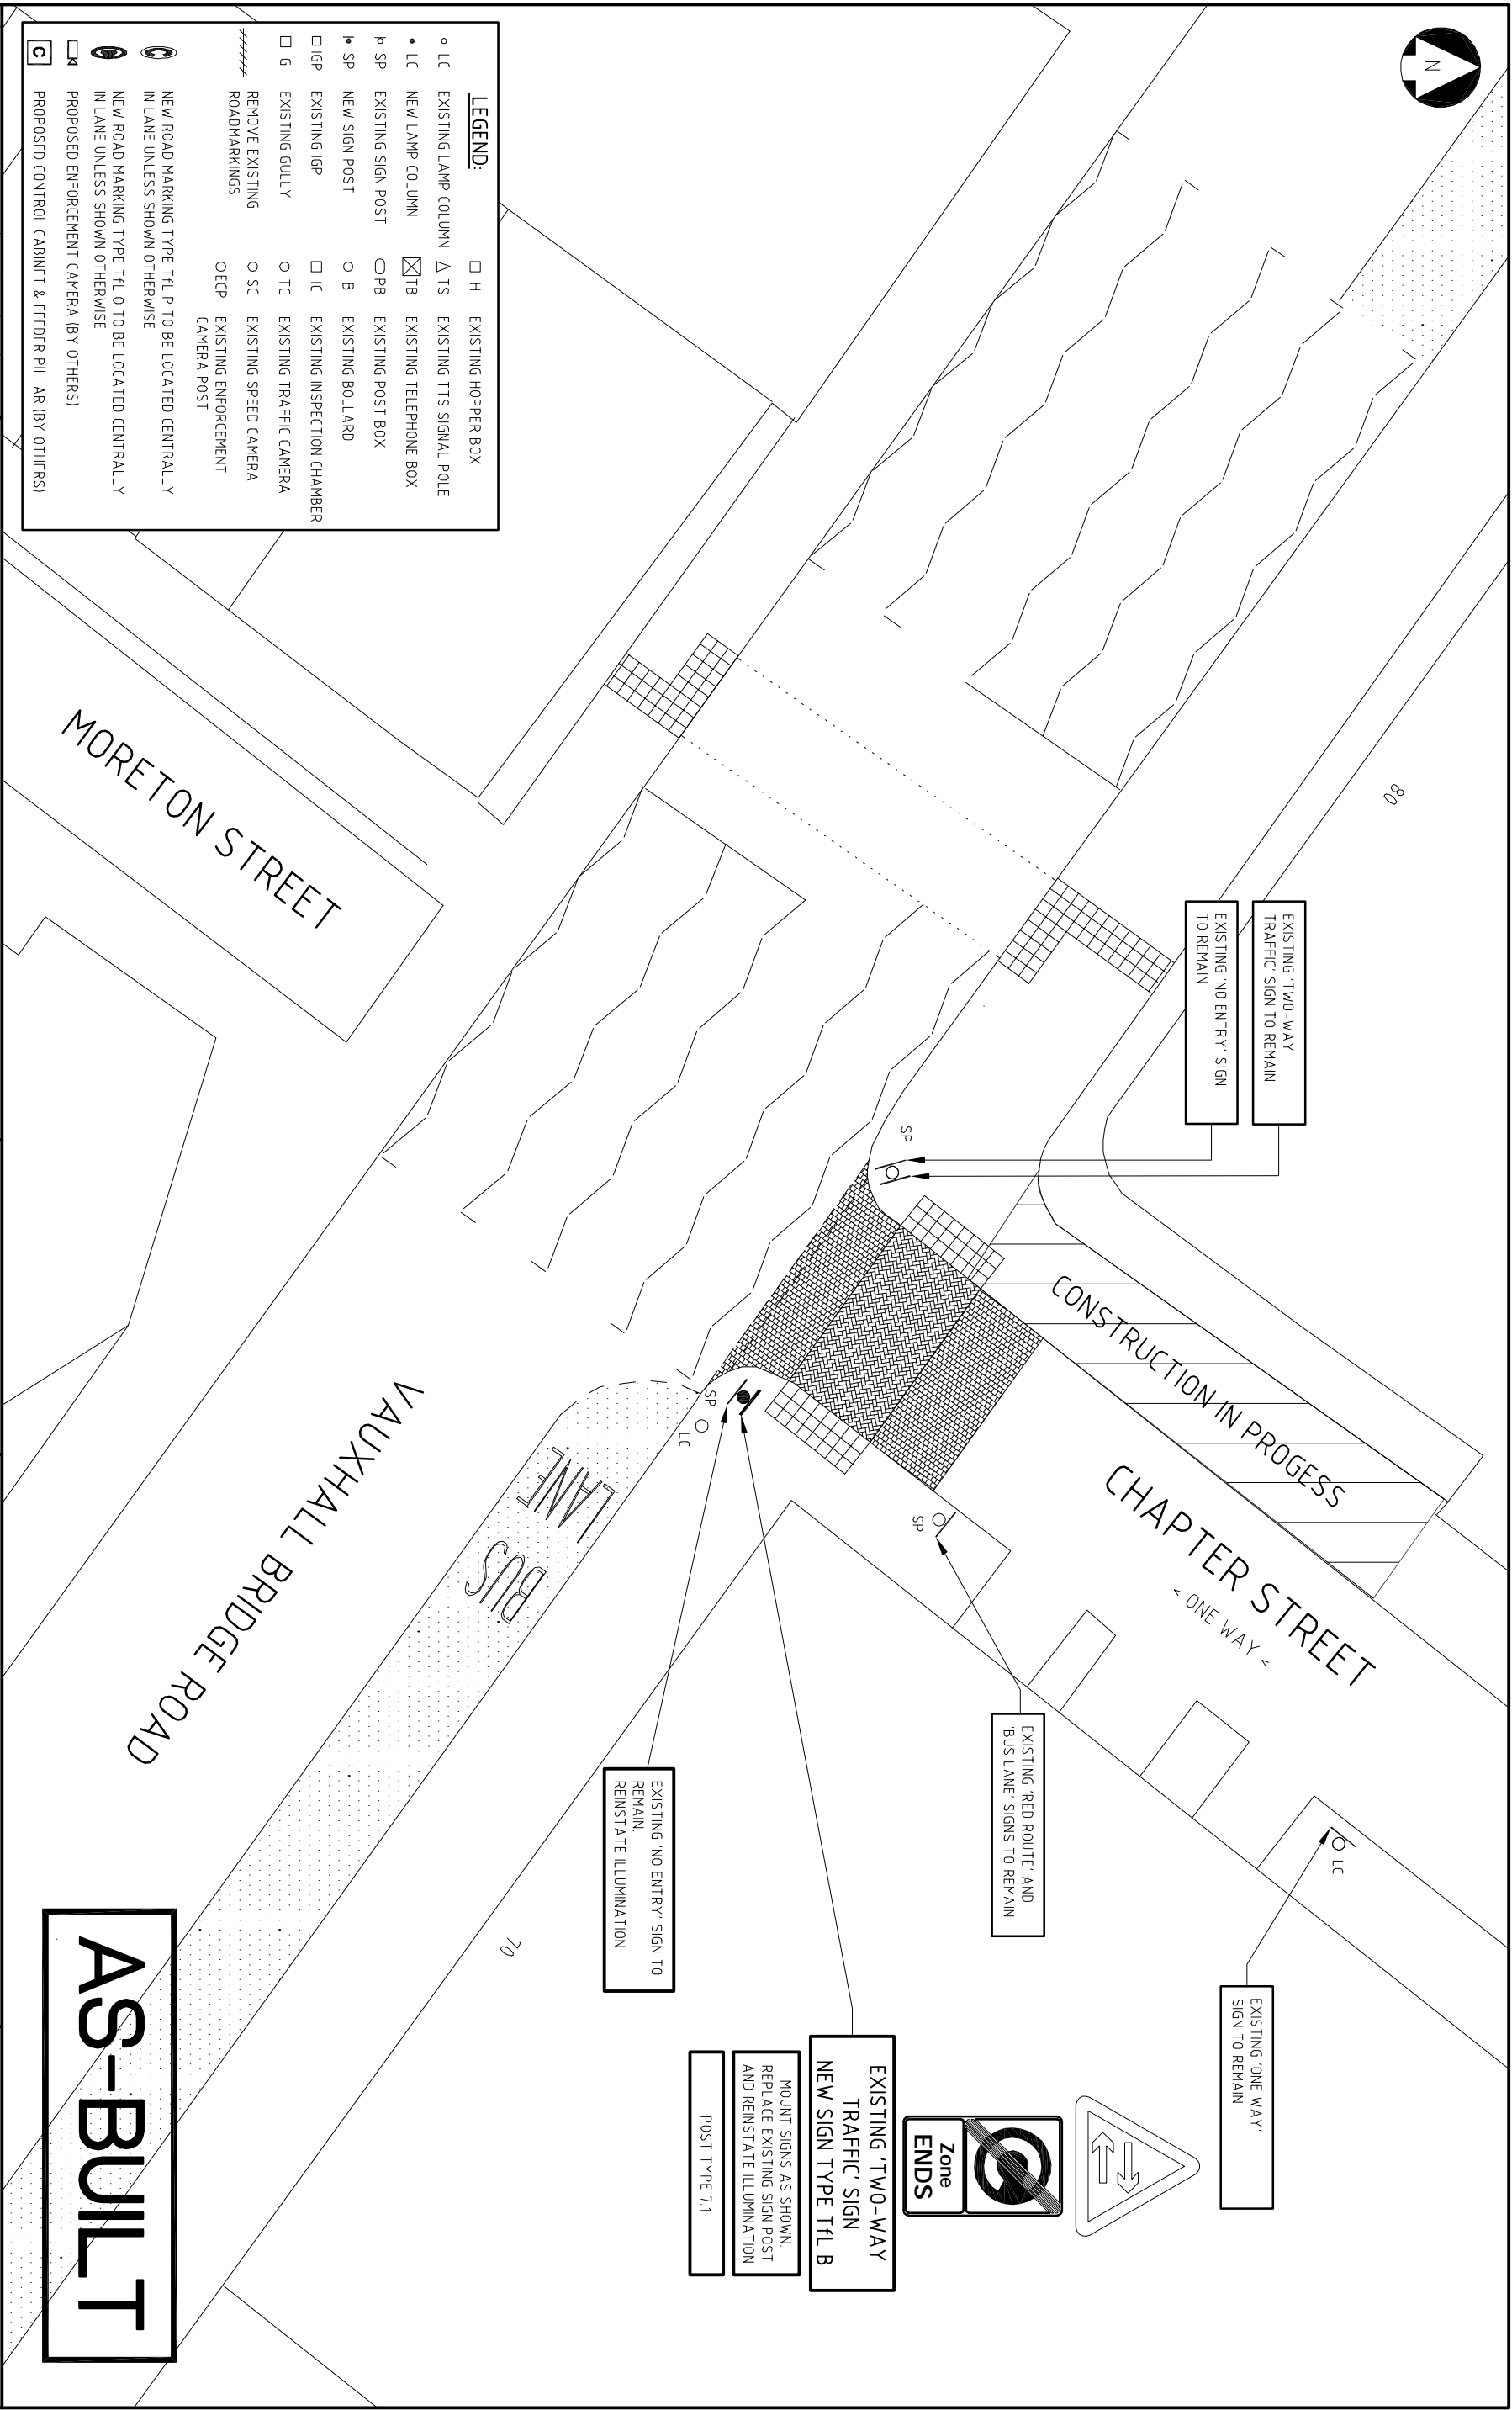 N
LEGEND:
LC EXISTING LAMP COLUMN
LC NEW LAMP COLUMN
SP EXISTING SIGN POST
SP NEW SIGN POST
IGP EXISTING IGP
G EXISTING GULLY
REMOVE EXISTING
ROADMARKINGS
H EXISTING HOPPER BOX
TS EXISTING TTS SIGNAL POLE
TB EXISTING TELEPHONE BOX
PB EXISTING POST BOX
B EXISTING BOLLARD
IC EXISTING INSPECTION CHAMBER
TC EXISTING TRAFFIC CAMERA
SC EXISTING SPEED CAMERA
ECP EXISTING ENFORCEMENT
CAMERA POST
C NEW ROAD MARKING TYPE TfL P TO BE LOCATED CENTRALLY
IN LANE UNLESS SHOWN OTHERWISE
NEW ROAD MARKING TYPE TfL O TO BE LOCATED CENTRALLY
IN LANE UNLESS SHOWN OTHERWISE
PROPOSED ENFORCEMENT CAMERA (BY OTHERS)
C PROPOSED CONTROL CABINET & FEEDER PILLAR (BY OTHERS)
80
EXISTING 'TWO-WAY
TRAFFIC' SIGN TO REMAIN
EXISTING 'NO ENTRY' SIGN
TO REMAIN
SP
MORETON STREET
CONSTRUCTION IN PROGESS
CHAPTER STREET
< ONE WAY <
SP
LC
SP
LC
LANE
BUS
VAUXHALL BRIDGE ROAD
70
EXISTING 'ONE WAY'
SIGN TO REMAIN
EXISTING 'RED ROUTE' AND
'BUS LANE' SIGNS TO REMAIN
EXISTING 'NO ENTRY' SIGN TO
REMAIN.
REINSTATE ILLUMINATION
Zone
ENDS
EXISTING 'TWO-WAY
TRAFFIC' SIGN
NEW SIGN TYPE TfL B
MOUNT SIGNS AS SHOWN.
REPLACE EXISTING SIGN POST
AND REINSTATE ILLUMINATION
POST TYPE 7.1
AS-BUILT